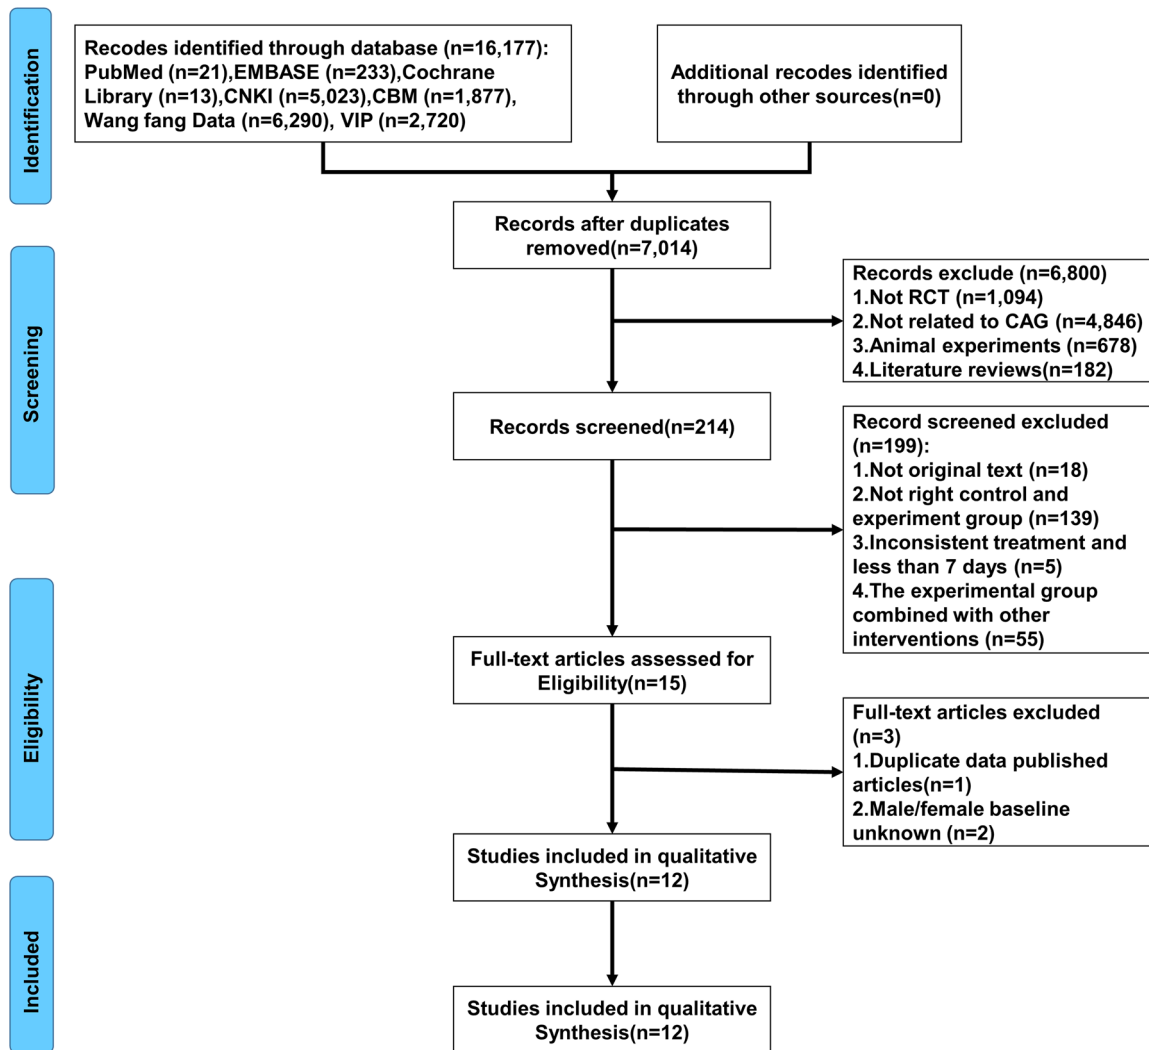 Identification
Recodes identified through database (n=16,177):
PubMed (n=21),EMBASE (n=233),Cochrane
Library (n=13),CNKI (n=5,023),CBM (n=1,877),
Wang fang Data (n=6,290), VIP (n=2,720)
Additional recodes identified
through other sources(n=0)
Records after duplicates
removed(n=7,014)
Screening
Records exclude (n=6,800)
1.Not RCT (n=1,094)
2.Not related to CAG (n=4,846)
3.Animal experiments (n=678)
4.Literature reviews(n=182)
Records screened(n=214)
Record screened excluded
(n=199):
1.Not original text (n=18)
2.Not right control and
experiment group (n=139)
3.Inconsistent treatment and
less than 7 days (n=5)
4.The experimental group
combined with other
interventions (n=55)
Eligibility
Full-text articles assessed for
Eligibility(n=15)
Full-text articles excluded
(n=3)
1.Duplicate data published
articles(n=1)
2.Male/female baseline
unknown (n=2)
Studies included in qualitative
Synthesis(n=12)
Included
Studies included in qualitative
Synthesis(n=12)